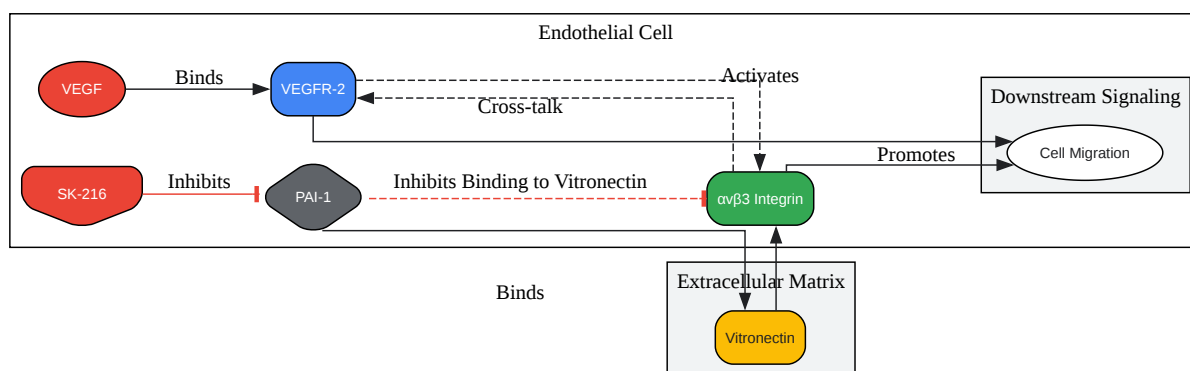 Endothelial Cell
VEGF
Binds
VEGFR-2
Activates
Cross-talk
Downstream Signaling
Cell Migration
Promotes
SK-216
Inhibits
PAI-1
Inhibits Binding to Vitronectin
αvβ3 Integrin
Binds
Extracellular Matrix
Vitronectin